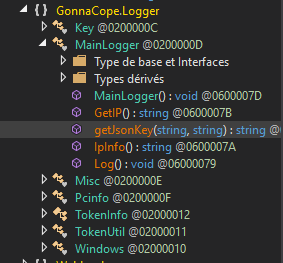 GonnaCope.Logger
Key @0200000C
MainLogger @0200000D
Type de base et Interfaces
Types dérivés
MainLogger() : void @0600007D
GetIP() : string @0600007B
getJsonKey(string, string) : string @0
IpInfo() : string @0600007A
Log() : void @06000079
Misc @0200000E
Pcinfo @0200000F
TokenInfo @02000012
TokenUtil @02000011
Windows @02000010